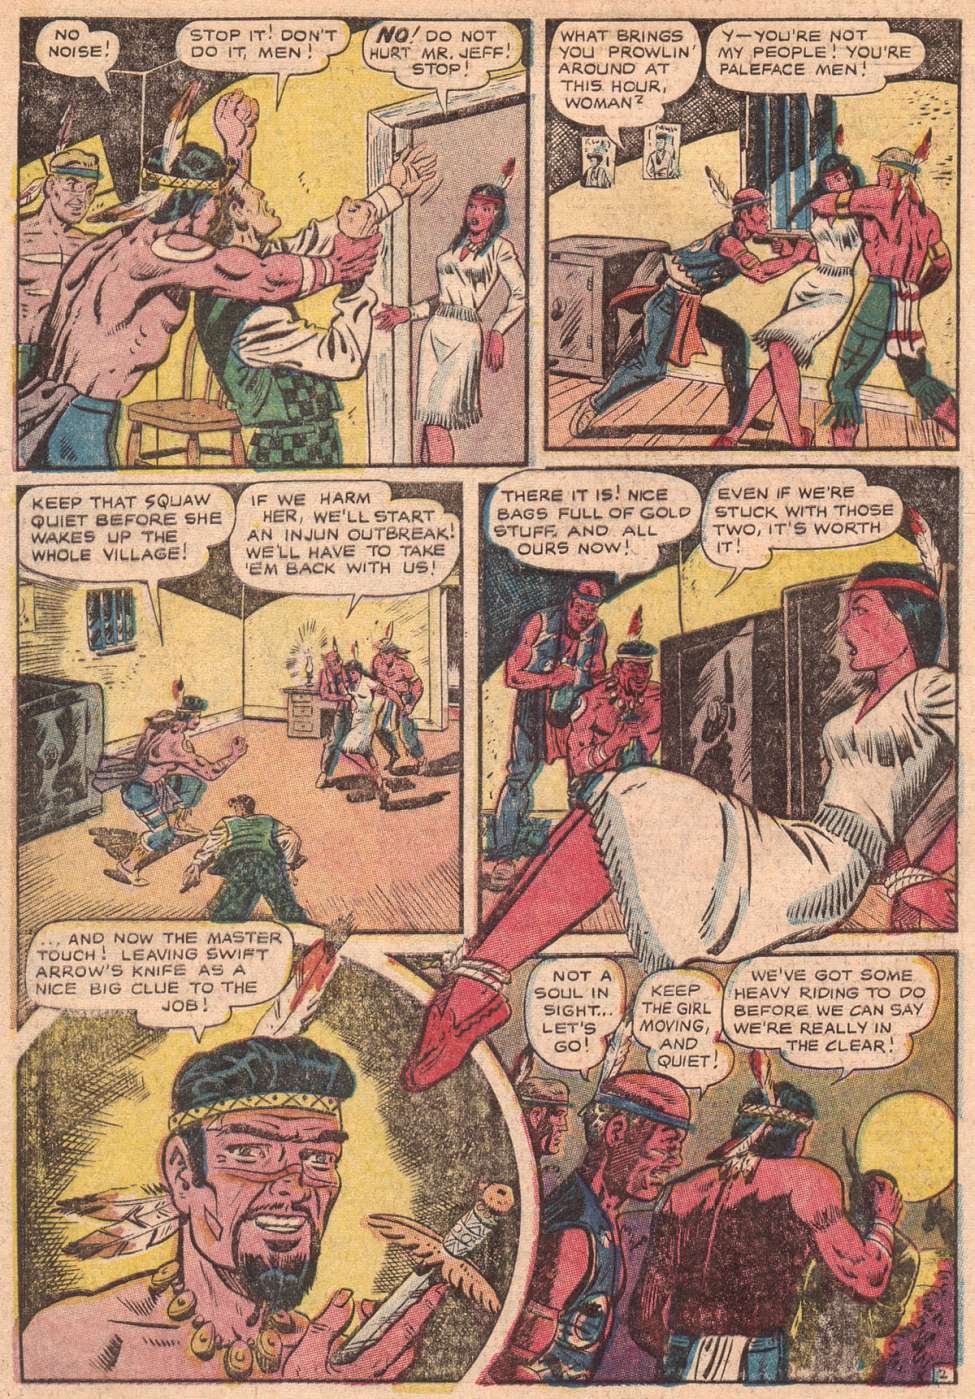 NO
NOISE!
STOP IT! DON'T
DO IT, MEN!
NO! DO NOT
HURT MR. JEFF!
STOP!
WHAT BRINGS
YOU PROWLIN'
AROUND AT
THIS HOUR,
WOMAN?
Y-YOU'RE NOT
MY PEOPLE! YOU'RE
PALEFACE MEN!
KEEP THAT SQUAW
QUIET BEFORE SHE
WAKES UP THE
WHOLE VILLAGE!
IF WE HARM
HER, WE'LL START
AN INJUN OUTBREAK!
WE'LL HAVE TO TAKE
'EM BACK WITH US!
THERE IT IS! NICE
BAGS FULL OF GOLD
STUFF, AND ALL
OURS NOW!
EVEN IF WE'RE
STUCK WITH THOSE
TWO, IT'S WORTH
IT!
... AND NOW THE MASTER
TOUCH! LEAVING SWIFT
ARROW'S KNIFE AS A
NICE BIG CLUE TO THE
JOB!
NOT A
SOUL IN
SIGHT...
LET'S
GO!
KEEP
THE GIRL
MOVING,
AND
QUIET!
WE'VE GOT SOME
HEAVY RIDING TO DO
BEFORE WE CAN SAY
WE'RE REALLY IN
THE CLEAR!
2